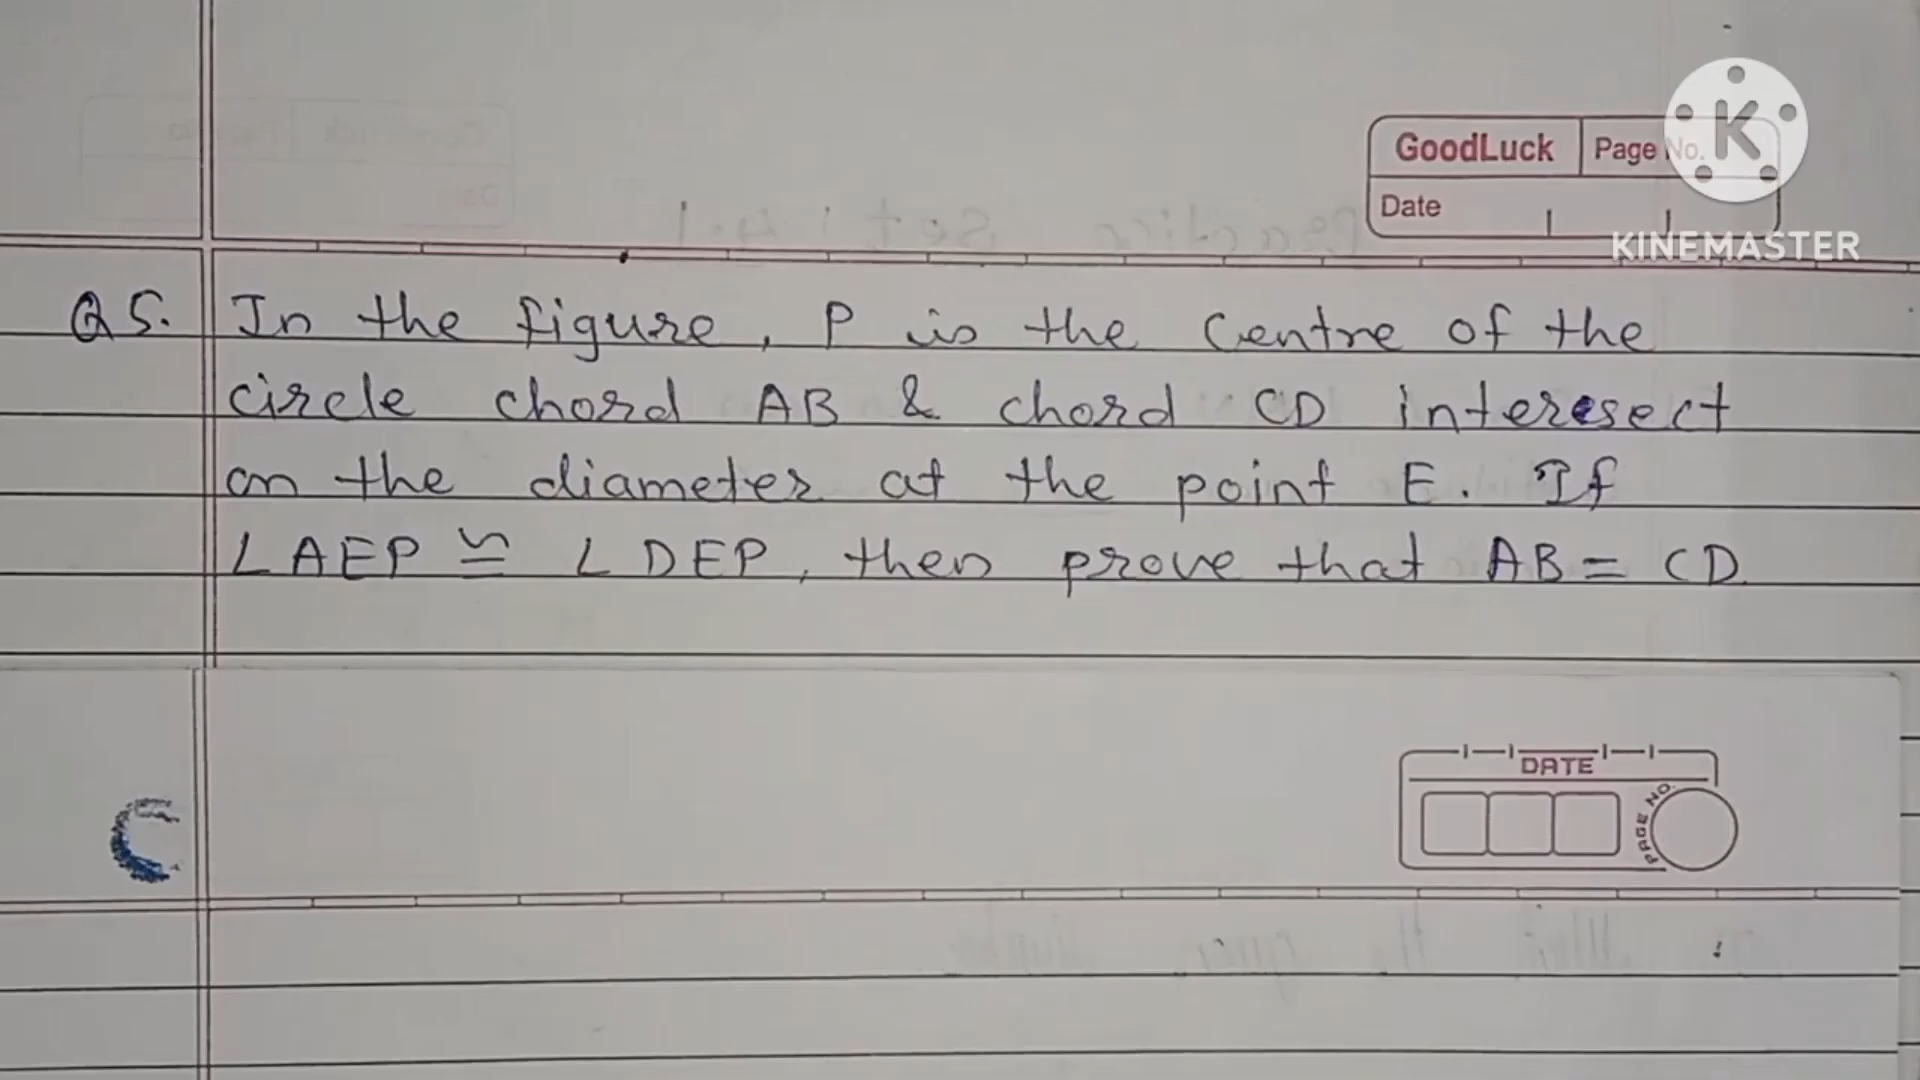 GoodLuck Page No.
Date
K
KINEMASTER
Q5. In the figure, P is the Centre of the
circle chord AB & chord CD interesect
on the diameter at the point E. If
∠AEP ≅ ∠DEP, then prove that AB = CD
DATE
PAGE NO.
C